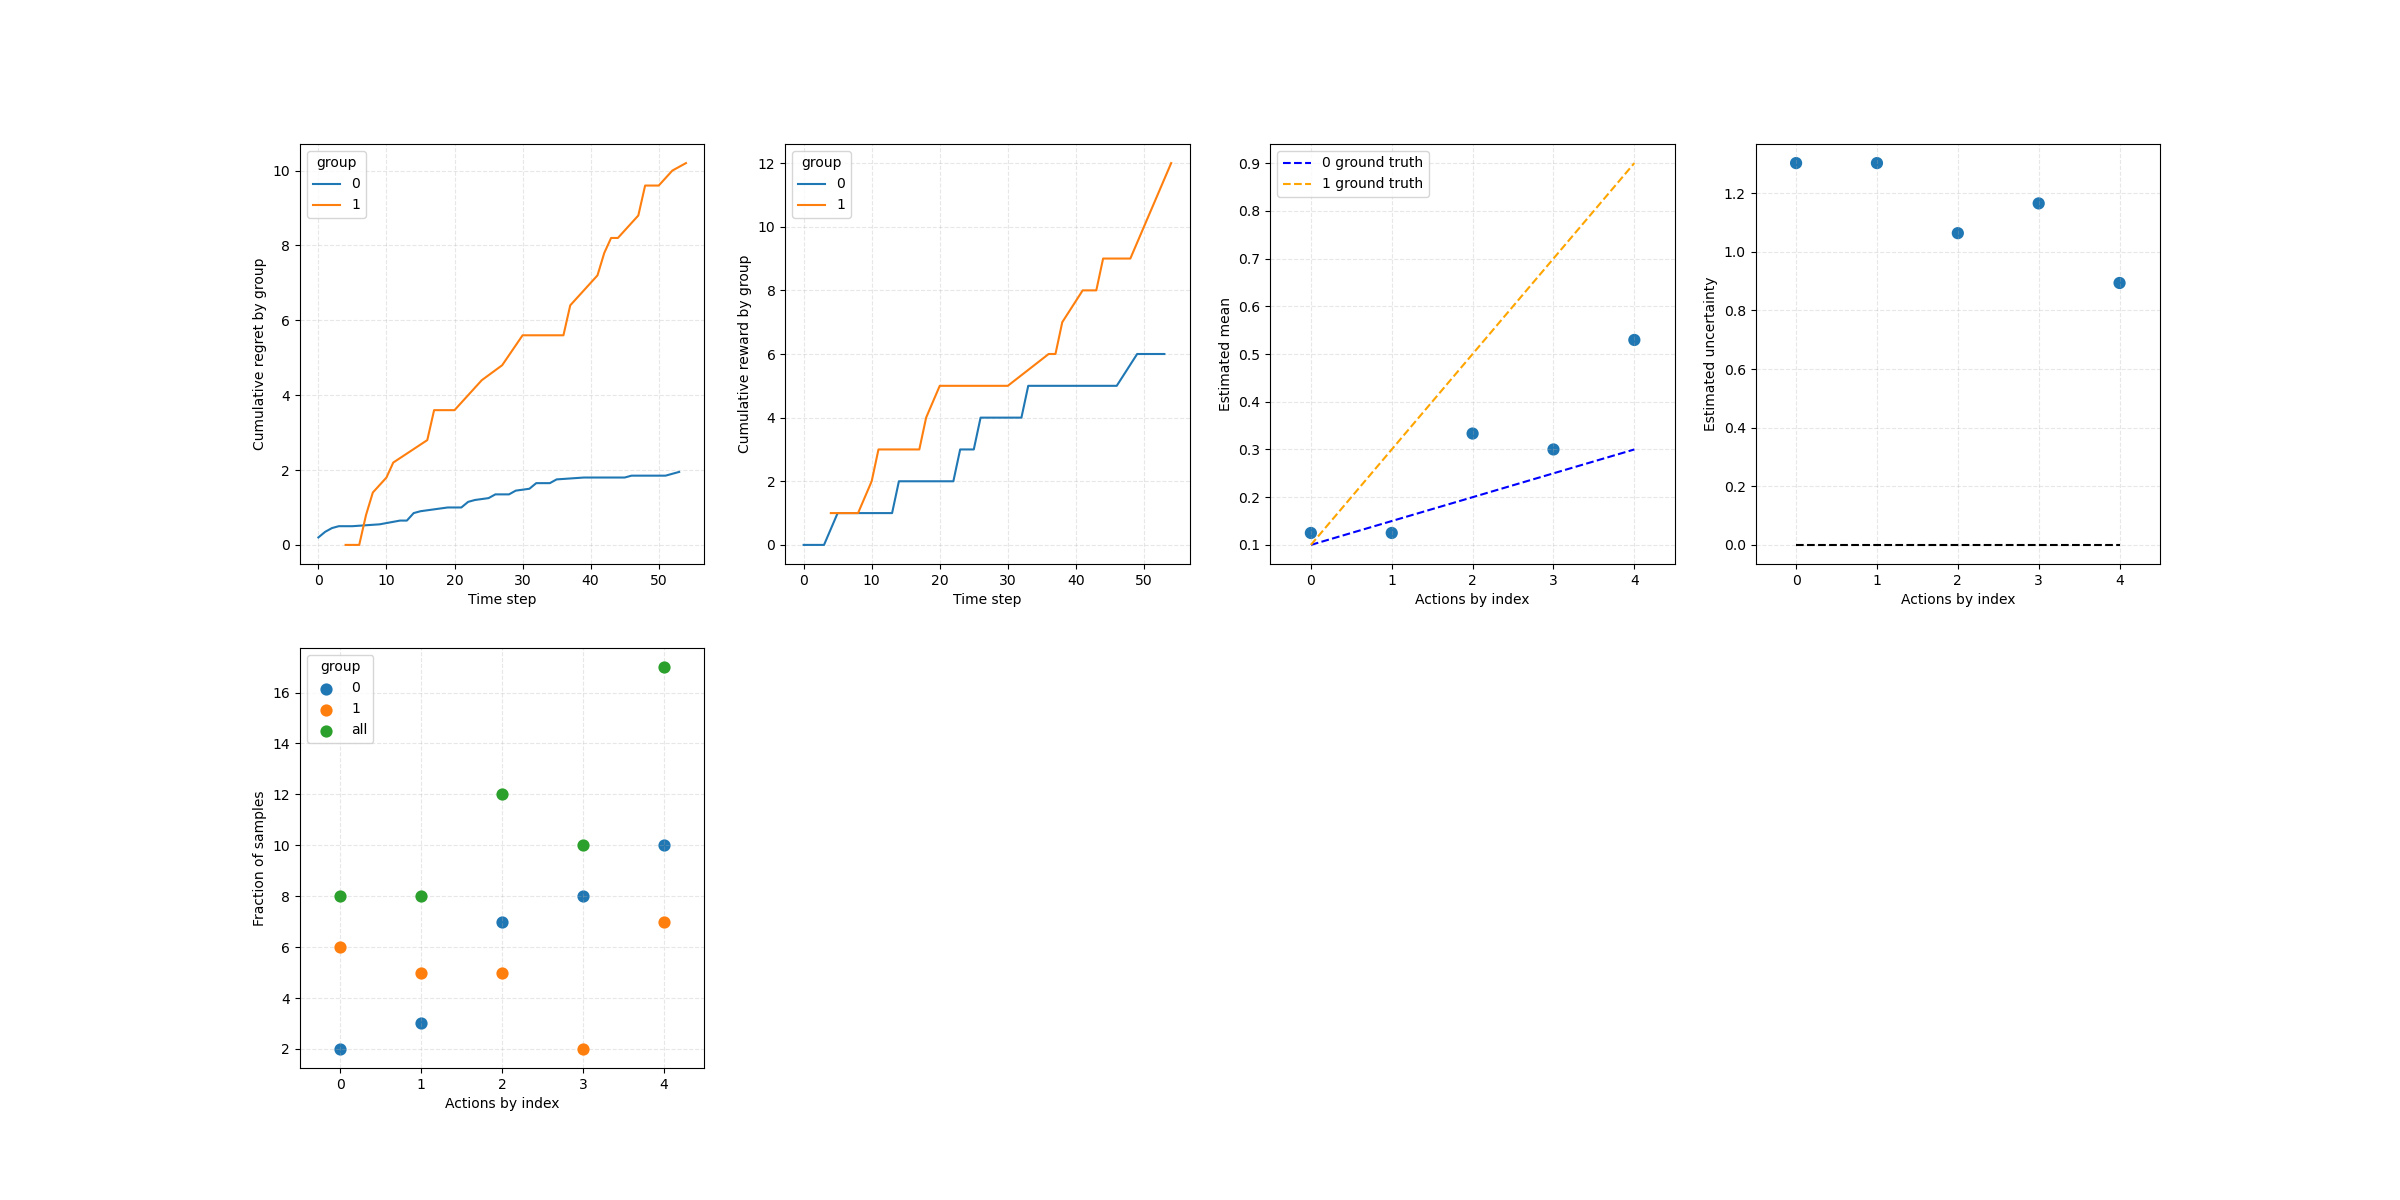 group
0
1
10
8
6
4
2
0
Cumulative regret by group
0 10 20 30 40 50
Time step
group
0
1
12
10
8
6
4
2
0
Cumulative reward by group
0 10 20 30 40 50
Time step
0 ground truth
1 ground truth
0.9
0.8
0.7
0.6
0.5
0.4
0.3
0.2
0.1
Estimated mean
0 1 2 3 4
Actions by index
1.2
1.0
0.8
0.6
0.4
0.2
0.0
Estimated uncertainty
0 1 2 3 4
Actions by index
group
0
1
all
16
14
12
10
8
6
4
2
Fraction of samples
0 1 2 3 4
Actions by index